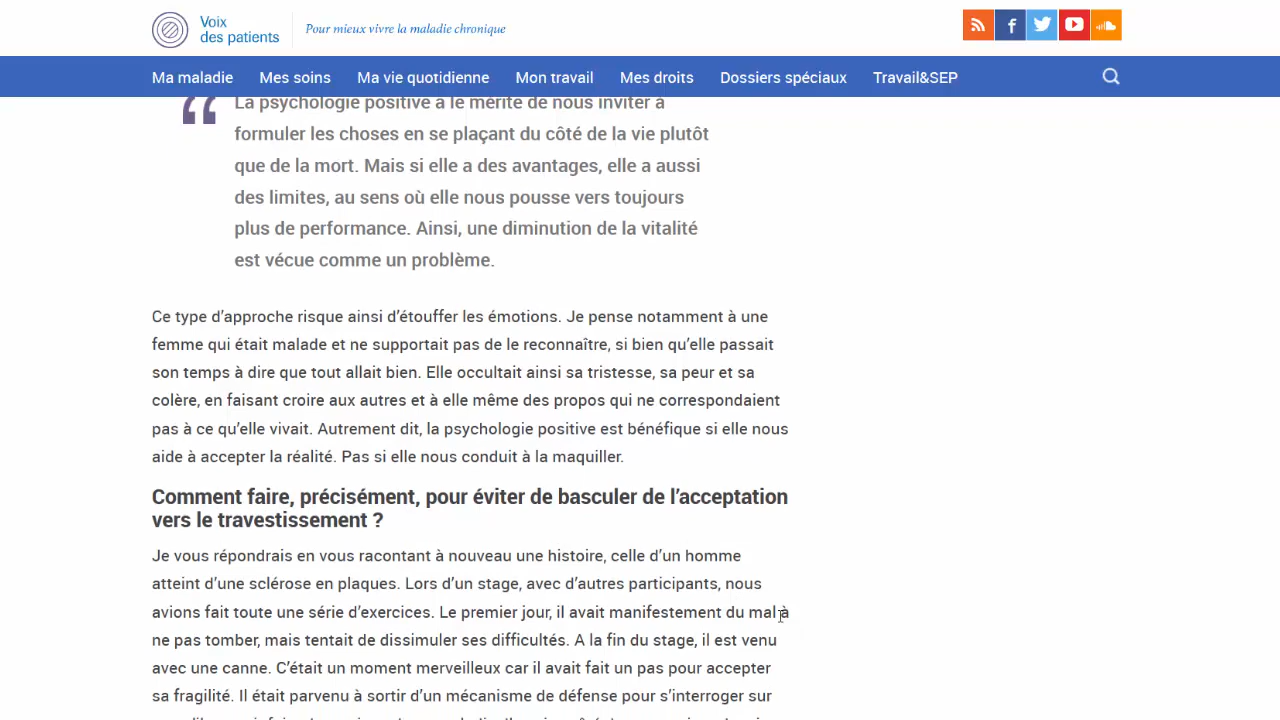 Voix
des patients
Pour mieux vivre la maladie chronique
Ma maladie Mes soins Ma vie quotidienne Mon travail Mes droits Dossiers spéciaux Travail&SEP
“ La psychologie positive a le mérite de nous inviter à
formuler les choses en se plaçant du côté de la vie plutôt
que de la mort. Mais si elle a des avantages, elle a aussi
des limites, au sens où elle nous pousse vers toujours
plus de performance. Ainsi, une diminution de la vitalité
est vécue comme un problème.
Ce type d’approche risque ainsi d’étouffer les émotions. Je pense notamment à une
femme qui était malade et ne supportait pas de le reconnaître, si bien qu’elle passait
son temps à dire que tout allait bien. Elle occultait ainsi sa tristesse, sa peur et sa
colère, en faisant croire aux autres et à elle même des propos qui ne correspondaient
pas à ce qu’elle vivait. Autrement dit, la psychologie positive est bénéfique si elle nous
aide à accepter la réalité. Pas si elle nous conduit à la maquiller.
Comment faire, précisément, pour éviter de basculer de l’acceptation
vers le travestissement ?
Je vous répondrais en vous racontant à nouveau une histoire, celle d’un homme
atteint d’une sclérose en plaques. Lors d’un stage, avec d’autres participants, nous
avions fait toute une série d’exercices. Le premier jour, il avait manifestement du mal à
ne pas tomber, mais tentait de dissimuler ses difficultés. A la fin du stage, il est venu
avec une canne. C’était un moment merveilleux car il avait fait un pas pour accepter
sa fragilité. Il était parvenu à sortir d’un mécanisme de défense pour s’interroger sur